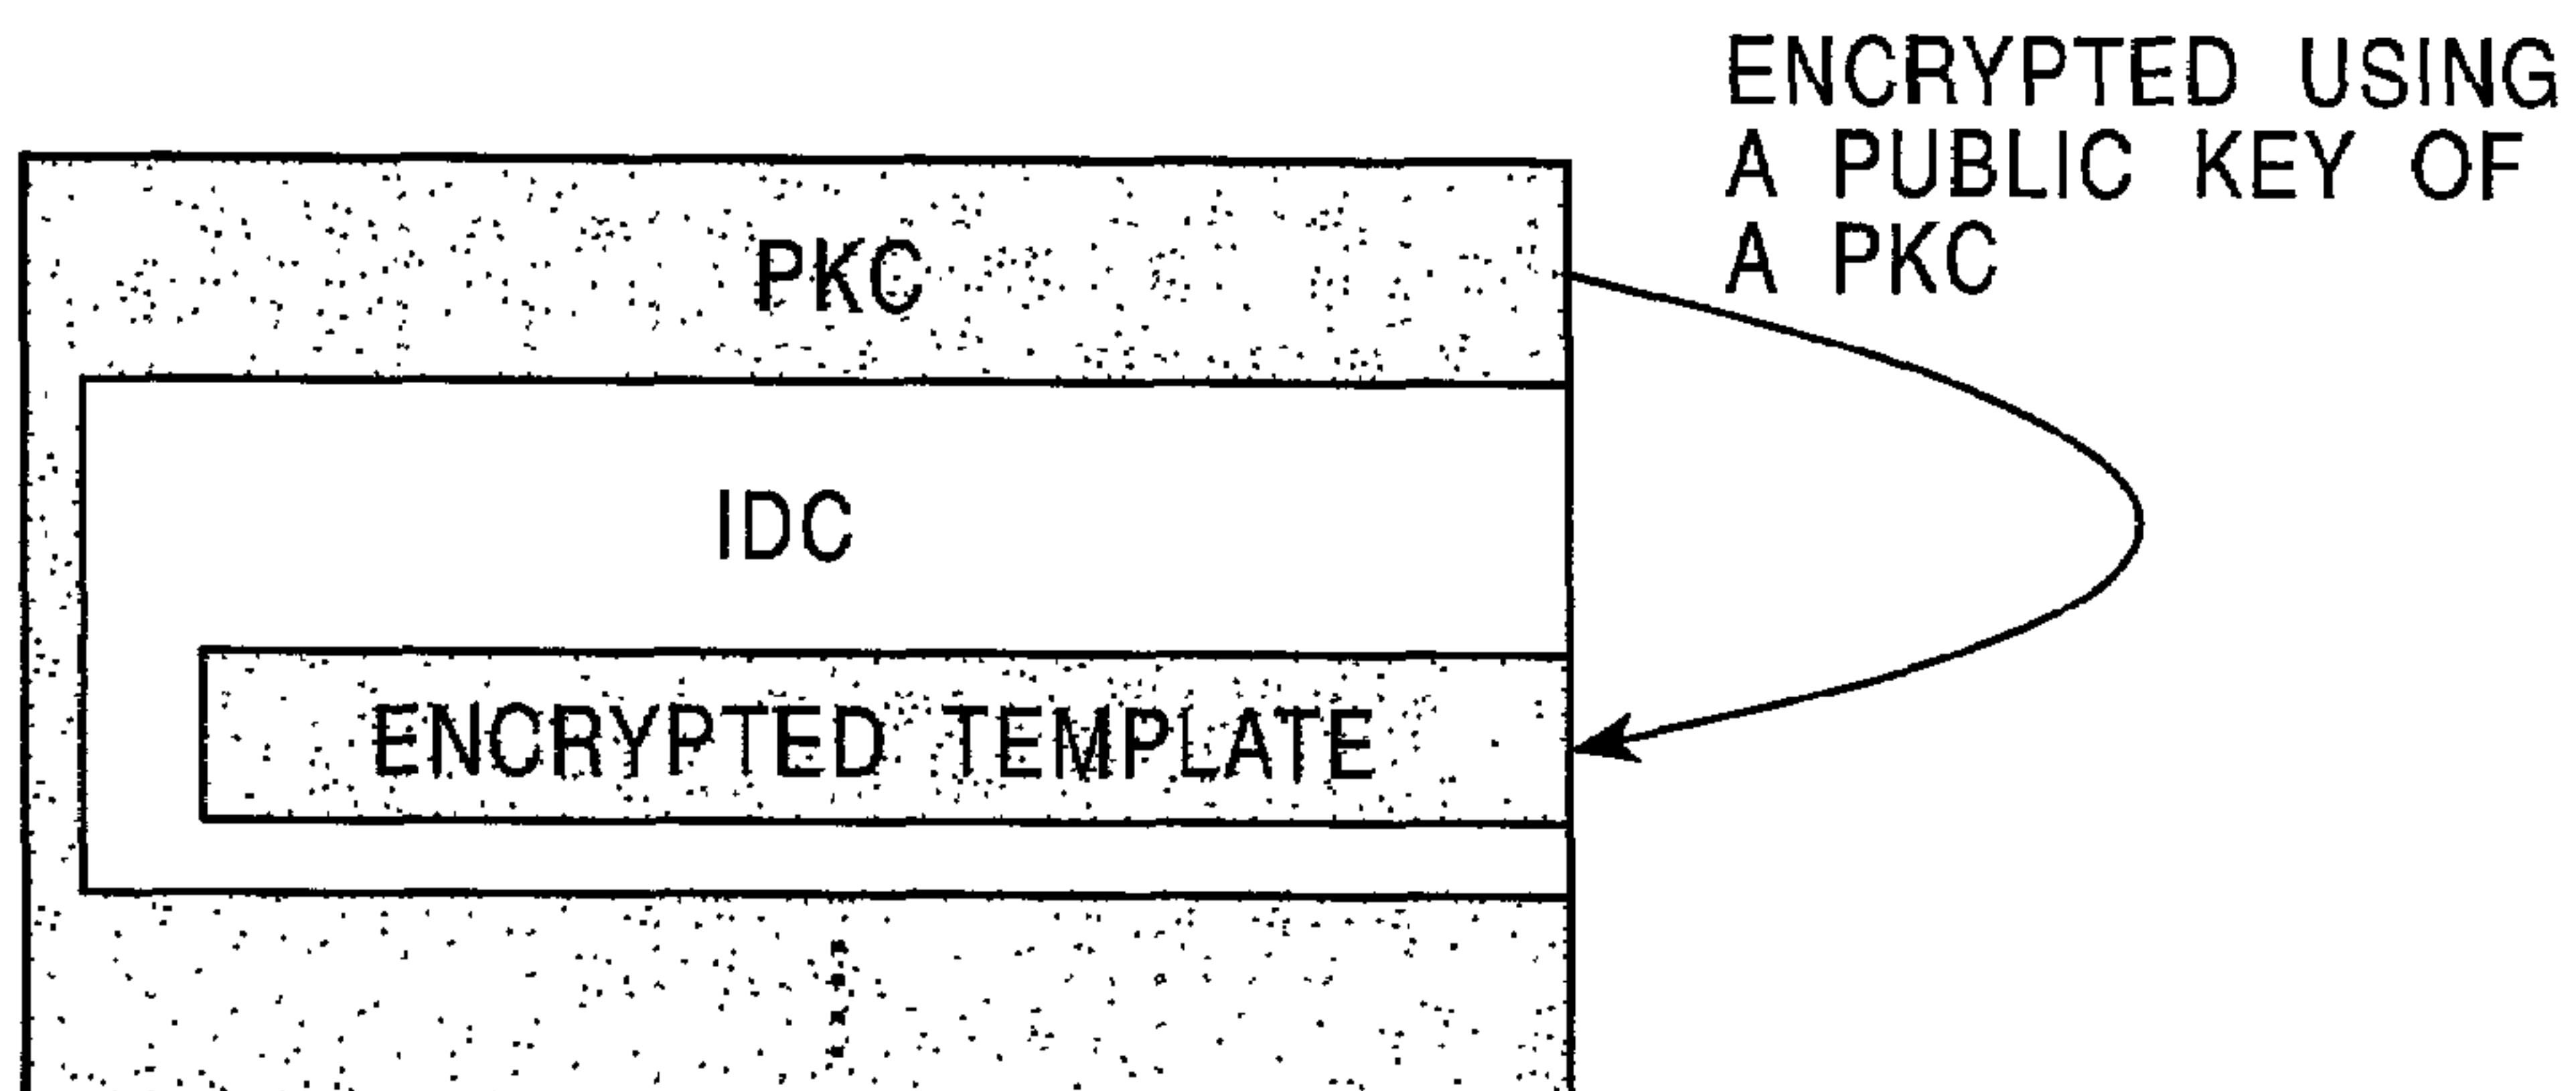 ENCRYPTED USING
A PUBLIC KEY OF
A PKC
PKC
IDC
ENCRYPTED TEMPLATE